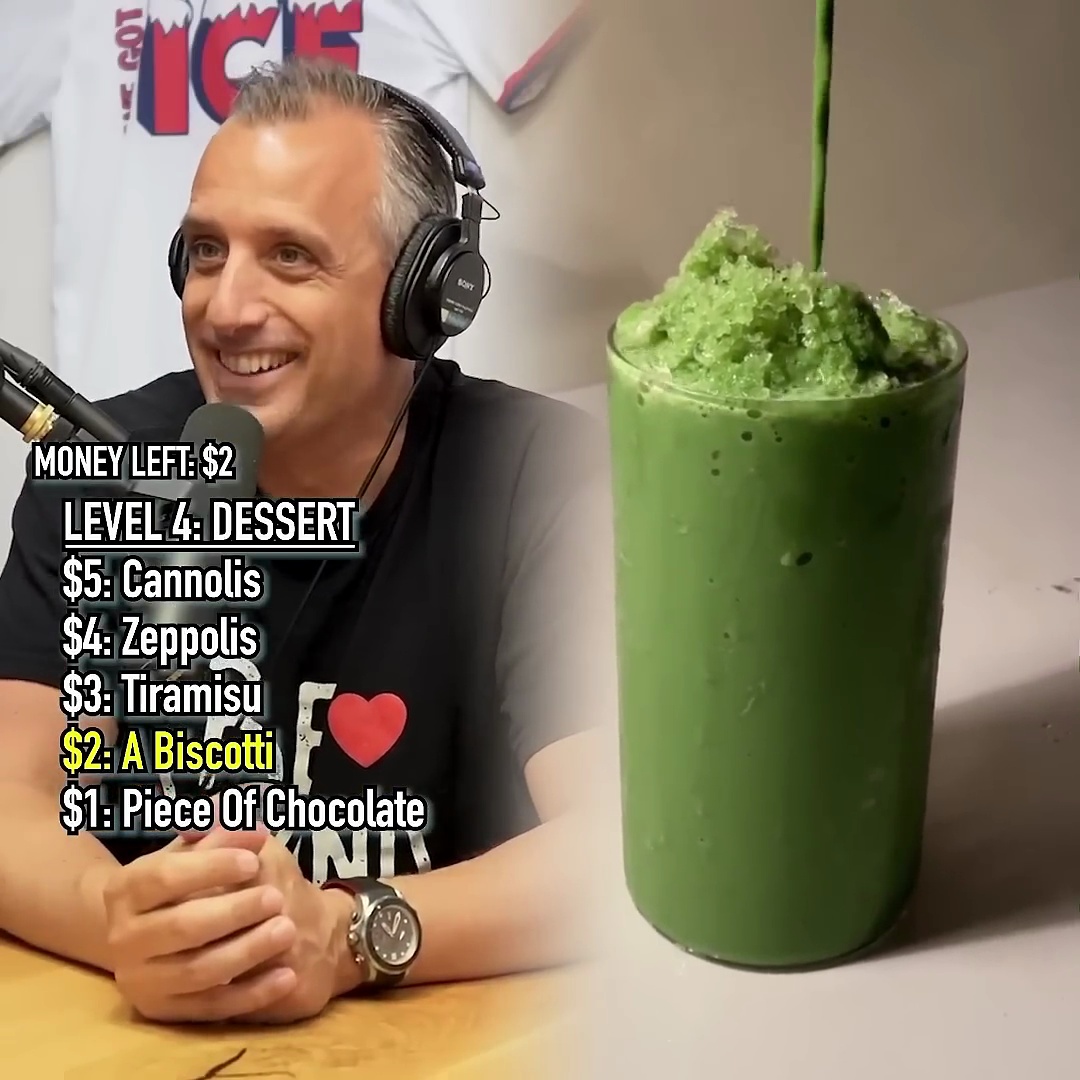 GOT
ICE
SONY
MONEY LEFT: $2
LEVEL 4: DESSERT
$5: Cannolis
$4: Zeppolis
$3: Tiramisu
$2: A Biscotti
$1: Piece Of Chocolate